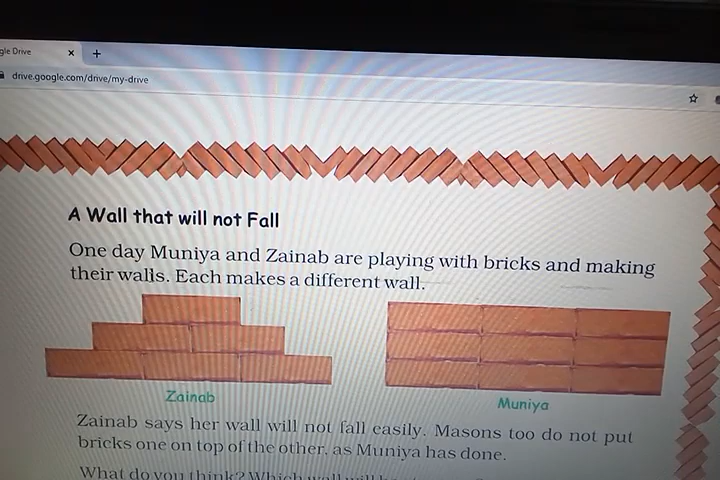 gle Drive
drive.google.com/drive/my-drive
A Wall that will not Fall
One day Muniya and Zainab are playing with bricks and making
their walls. Each makes a different wall.
Zainab
Muniya
Zainab says her wall will not fall easily. Masons too do not put
bricks one on top of the other, as Muniya has done.
What do you think? Which wall will